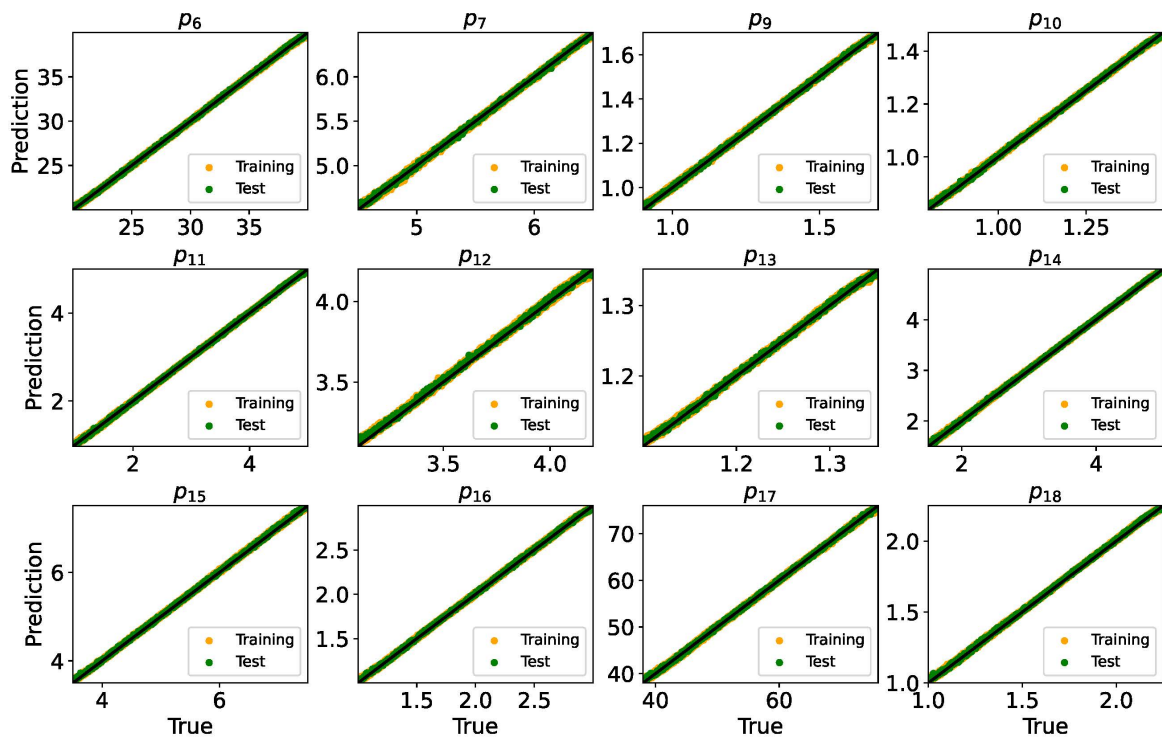 p6
Prediction
35
30
25
25 30 35
Training
Test
p7
6.0
5.5
5.0
5 6
Training
Test
p9
1.6
1.4
1.2
1.0
1.0 1.5
Training
Test
p10
1.4
1.2
1.0
1.00 1.25
Training
Test
p11
Prediction
4
2
2 4
Training
Test
p12
4.0
3.5
3.5 4.0
Training
Test
p13
1.3
1.2
1.2 1.3
Training
Test
p14
4
3
2
2 4
Training
Test
p15
Prediction
6
4
4 6
True
Training
Test
p16
2.5
2.0
1.5
1.5 2.0 2.5
True
Training
Test
p17
70
60
50
40
40 60
True
Training
Test
p18
2.0
1.5
1.0
1.0 1.5 2.0
True
Training
Test